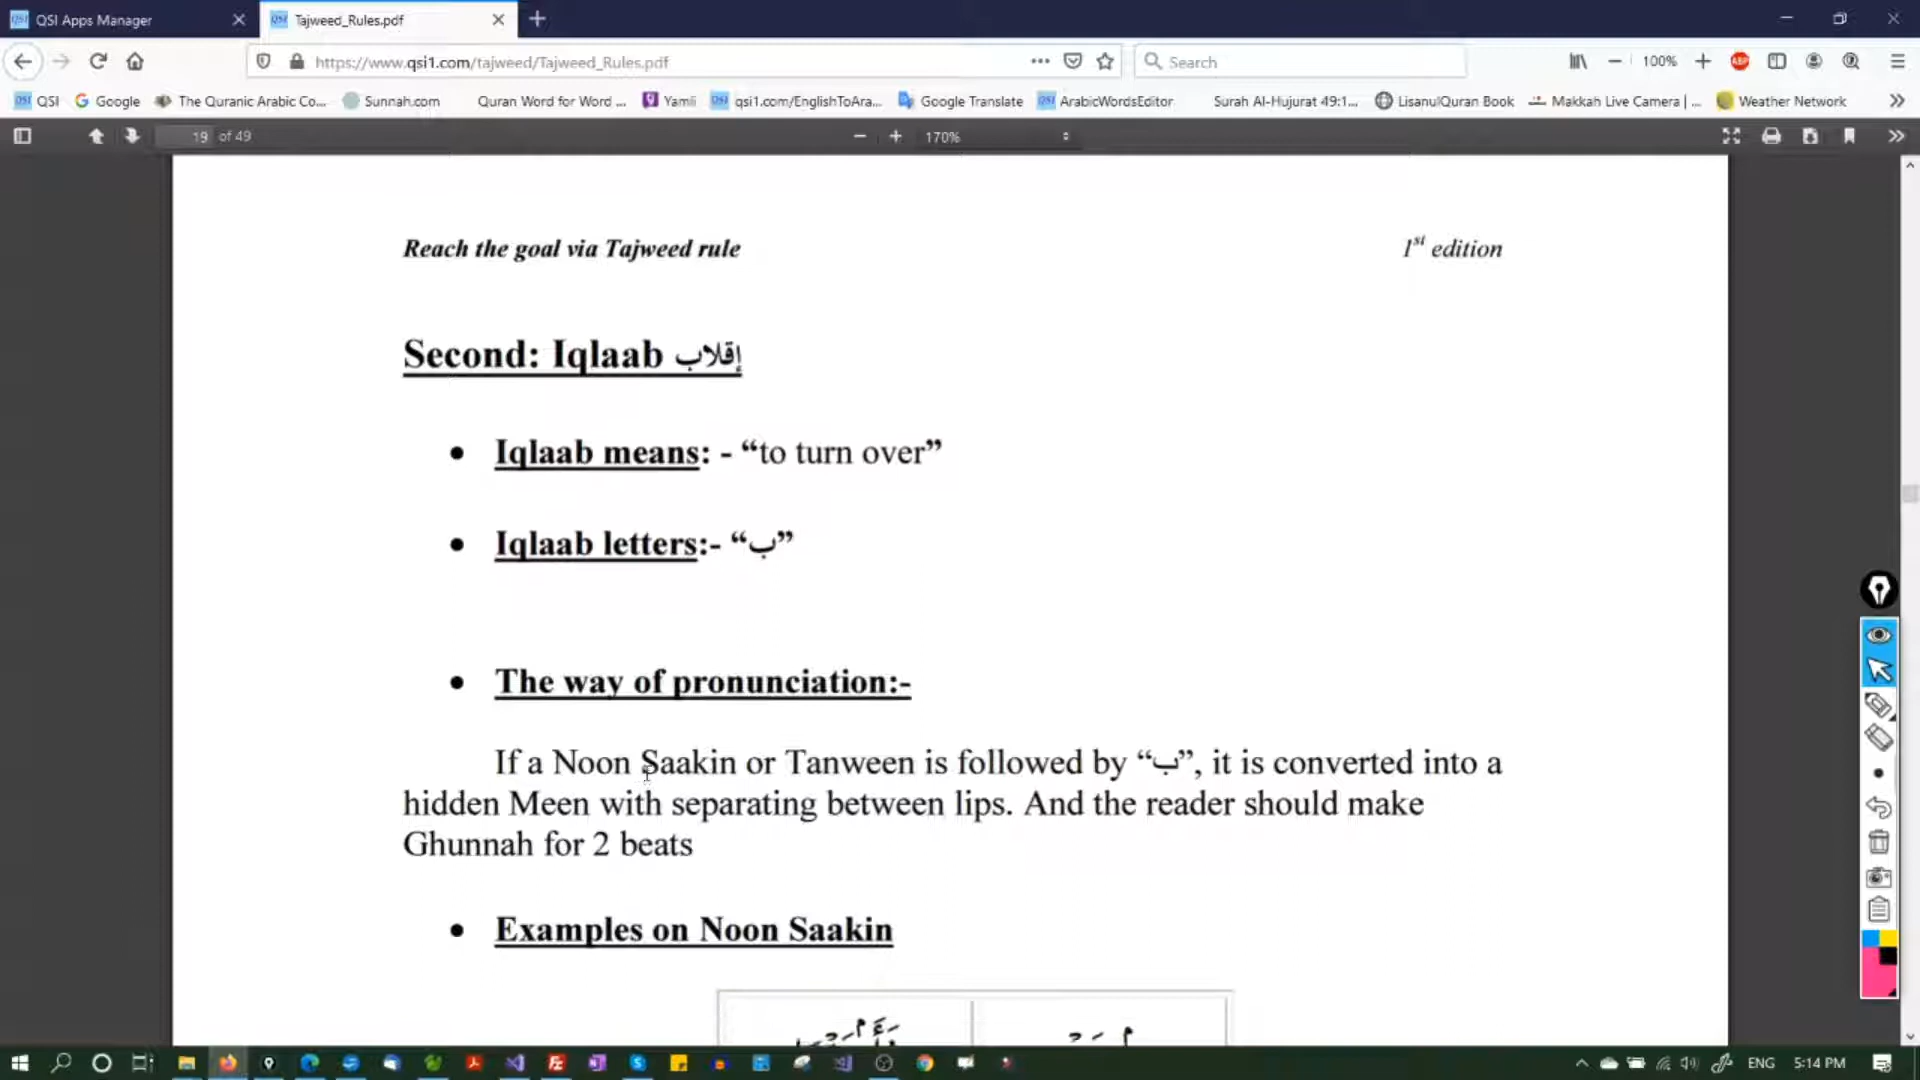 QSI Apps Manager
Tajweed_Rules.pdf
https://www.qsi1.com/tajweed/Tajweed_Rules.pdf
Search
100%
ABP
QSI
Google
The Quranic Arabic Co...
Sunnah.com
Quran Word for Word ...
Yamli
qsi1.com/EnglishToAra...
Google Translate
ArabicWordsEditor
Surah Al-Hujurat 49:1...
LisanulQuran Book
Makkah Live Camera | ...
Weather Network
19 of 49
170%
Reach the goal via Tajweed rule
1st edition
Second: Iqlaab إقلاب
• Iqlaab means: - “to turn over”
• Iqlaab letters:- “ب”
• The way of pronunciation:-
If a Noon Saakin or Tanween is followed by “ب”, it is converted into a
hidden Meen with separating between lips. And the reader should make
Ghunnah for 2 beats
• Examples on Noon Saakin
ENG
5:14 PM